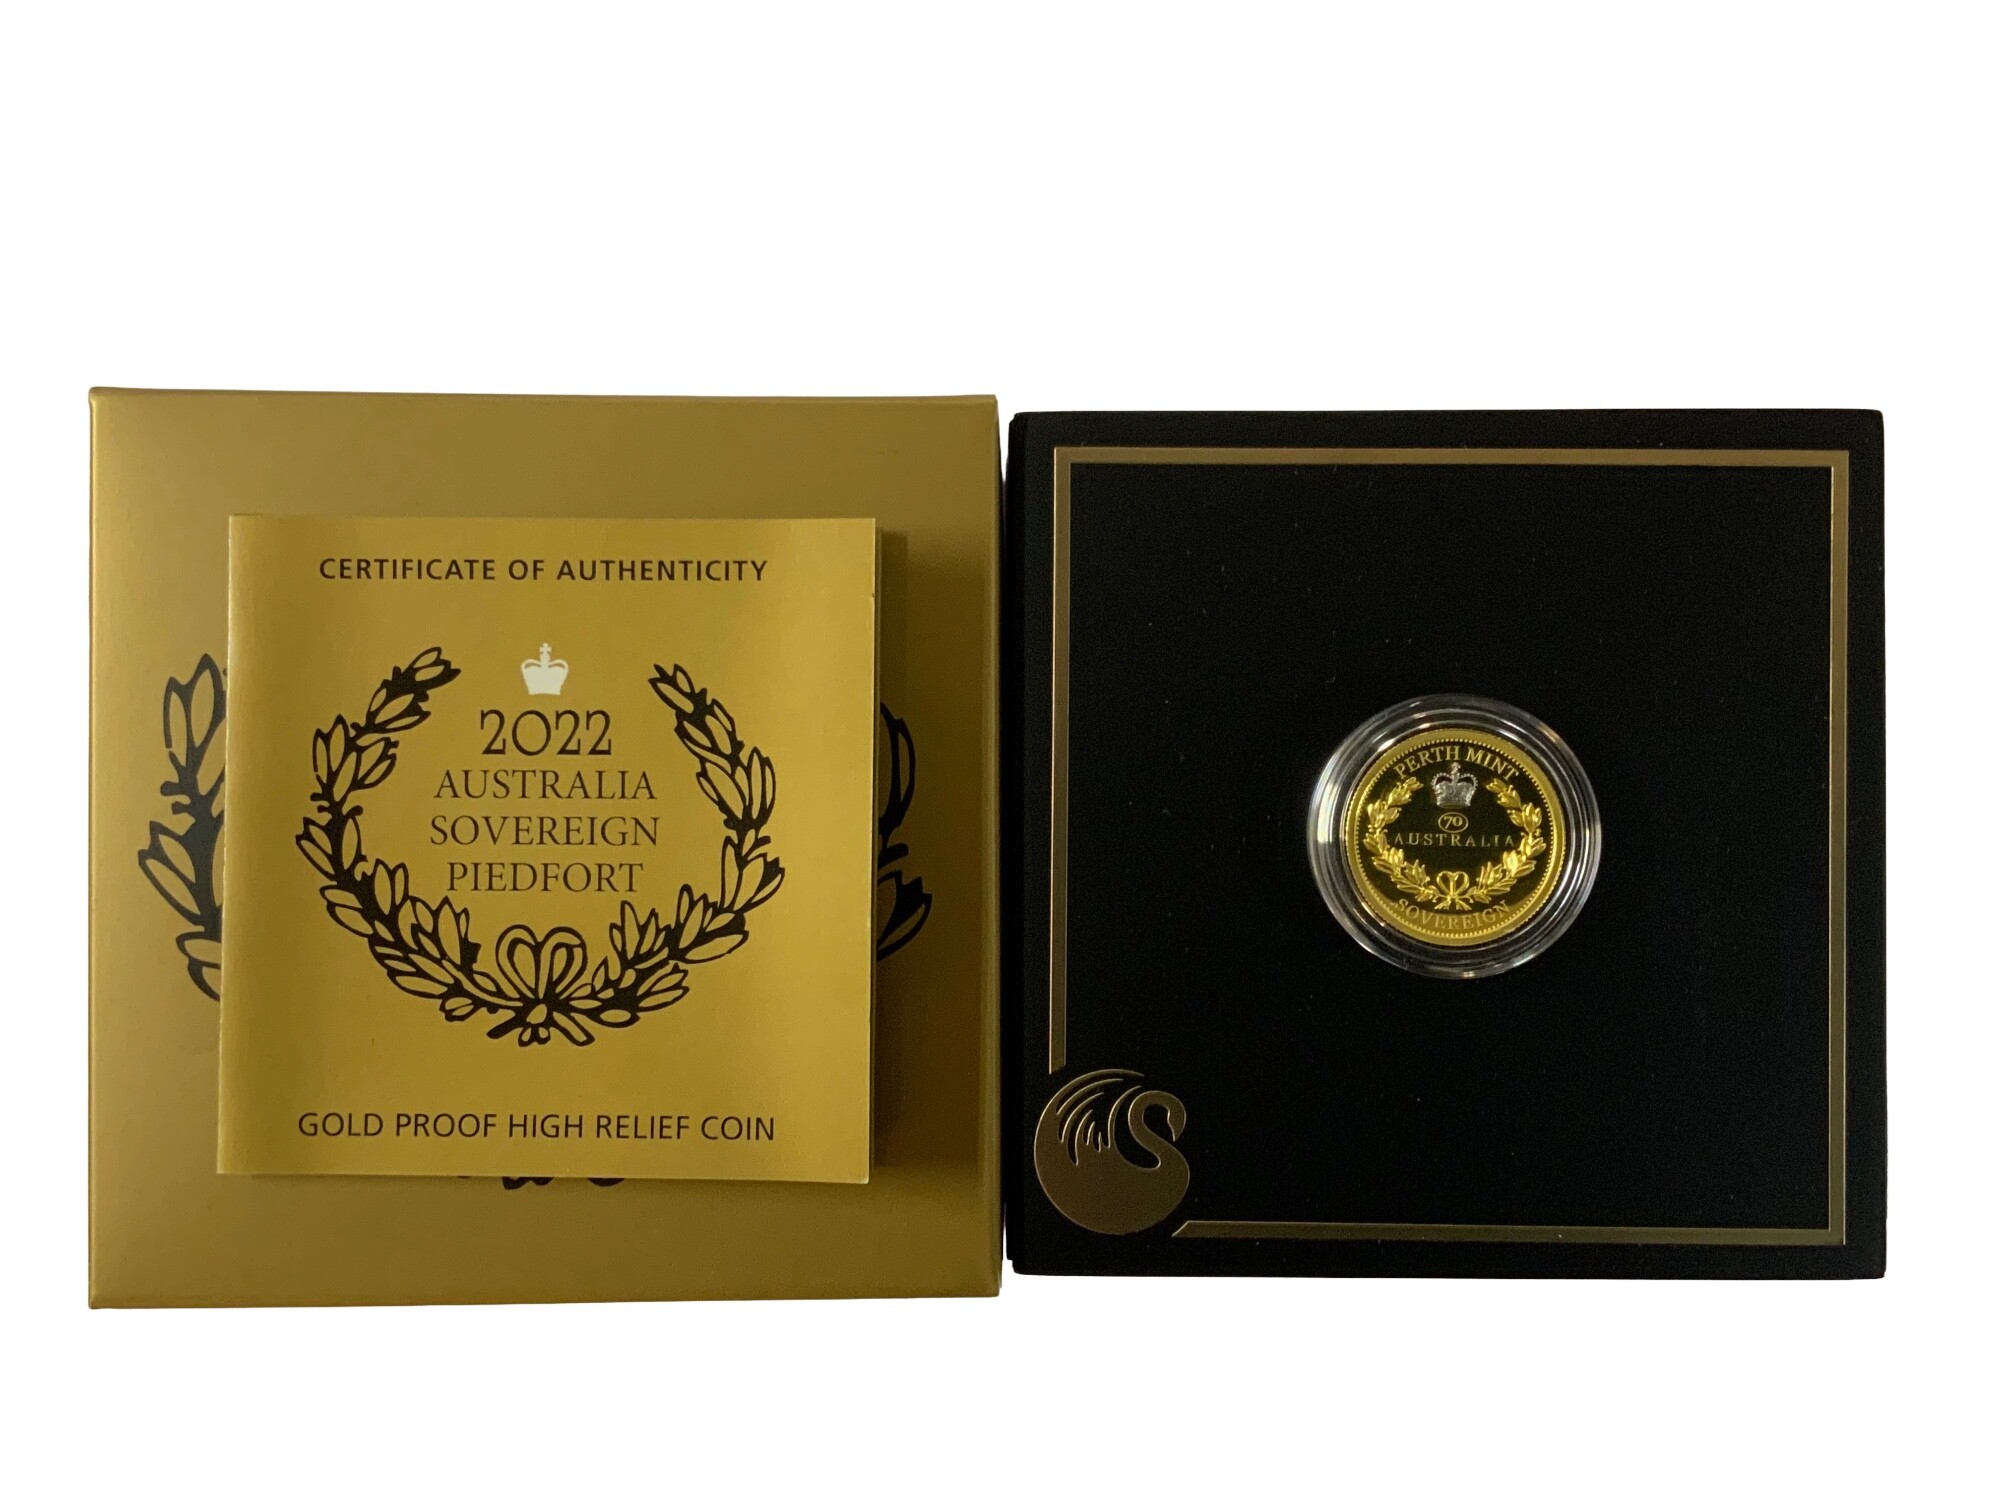 CERTIFICATE OF AUTHENTICITY
2022
AUSTRALIA
SOVEREIGN
PIEDFORT
GOLD PROOF HIGH RELIEF COIN
PERTH MINT
70
AUSTRALIA
SOVEREIGN